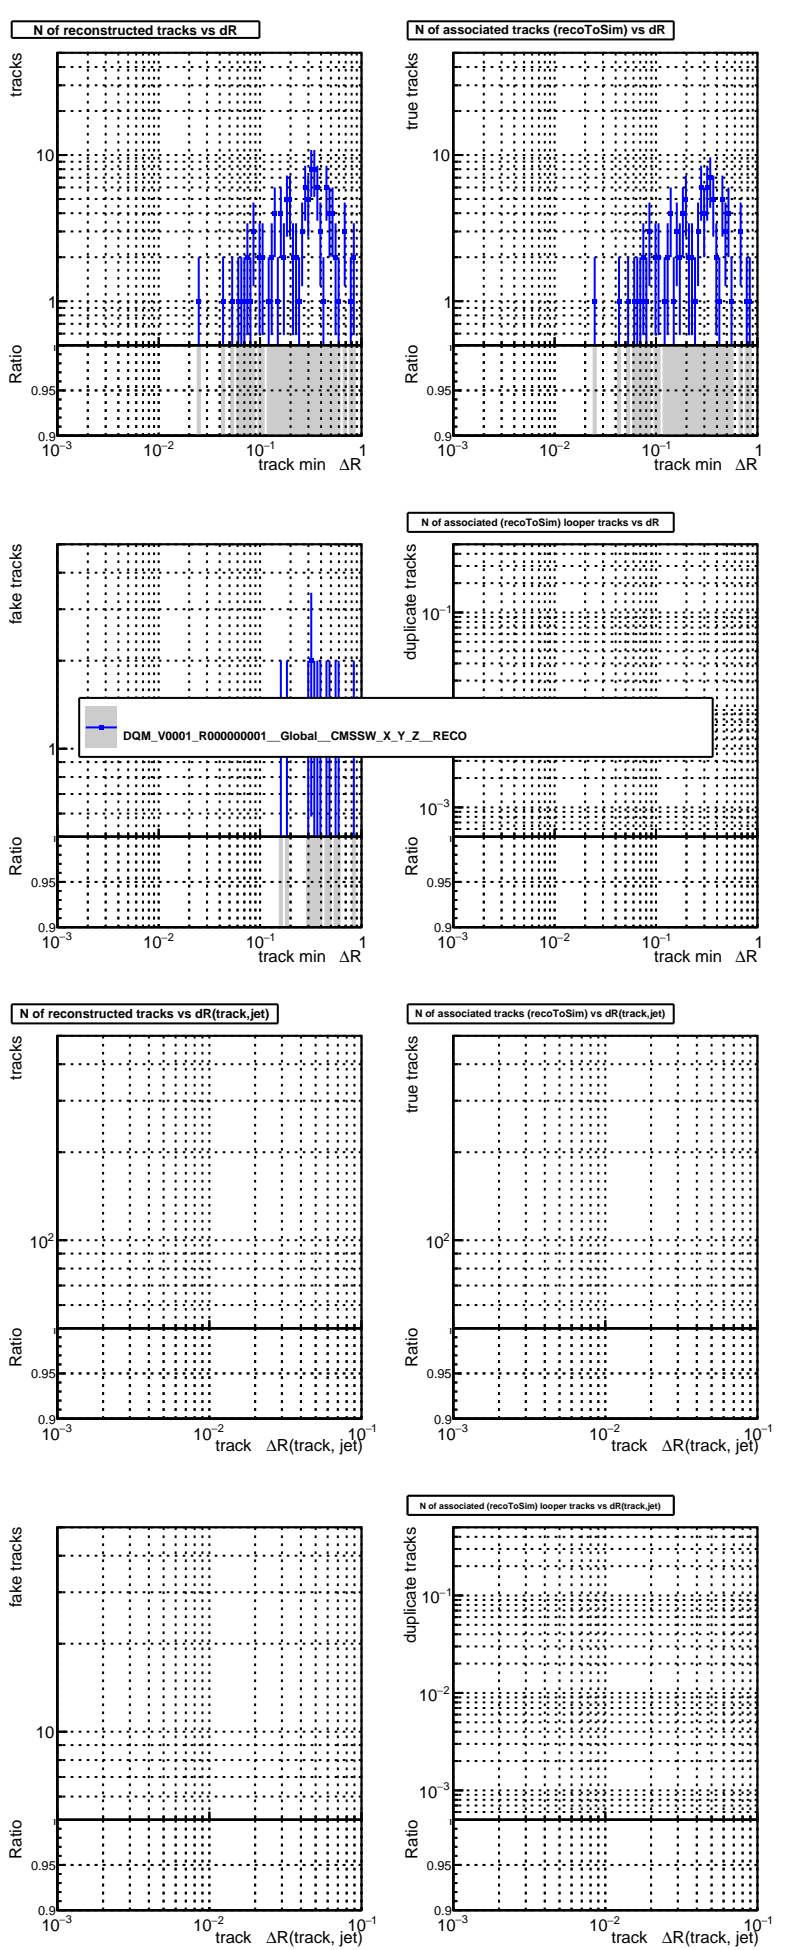 N of reconstructed tracks vs dR
tracks
10
1
Ratio
0.95
0.9
10−3 10−2 10−1 1
track min ΔR
N of associated tracks (recoToSim) vs dR
true tracks
10
1
Ratio
0.95
0.9
10−3 10−2 10−1 1
track min ΔR
fake tracks
1
Ratio
0.95
0.9
10−3 10−2 10−1 1
track min ΔR
N of associated (recoToSim) looper tracks vs dR
duplicate tracks
10−1
10−3
Ratio
0.95
0.9
10−3 10−2 10−1 1
track min ΔR
DQM_V0001_R000000001__Global__CMSSW_X_Y_Z__RECO
N of reconstructed tracks vs dR(track,jet)
tracks
102
Ratio
0.95
0.9
10−3 10−2 10−1
track ΔR(track, jet)
N of associated tracks (recoToSim) vs dR(track,jet)
true tracks
102
Ratio
0.95
0.9
10−3 10−2 10−1
track ΔR(track, jet)
fake tracks
10
Ratio
0.95
0.9
10−3 10−2 10−1
track ΔR(track, jet)
N of associated (recoToSim) looper tracks vs dR(track,jet)
duplicate tracks
10−1
10−2
10−3
Ratio
0.95
0.9
10−3 10−2 10−1
track ΔR(track, jet)